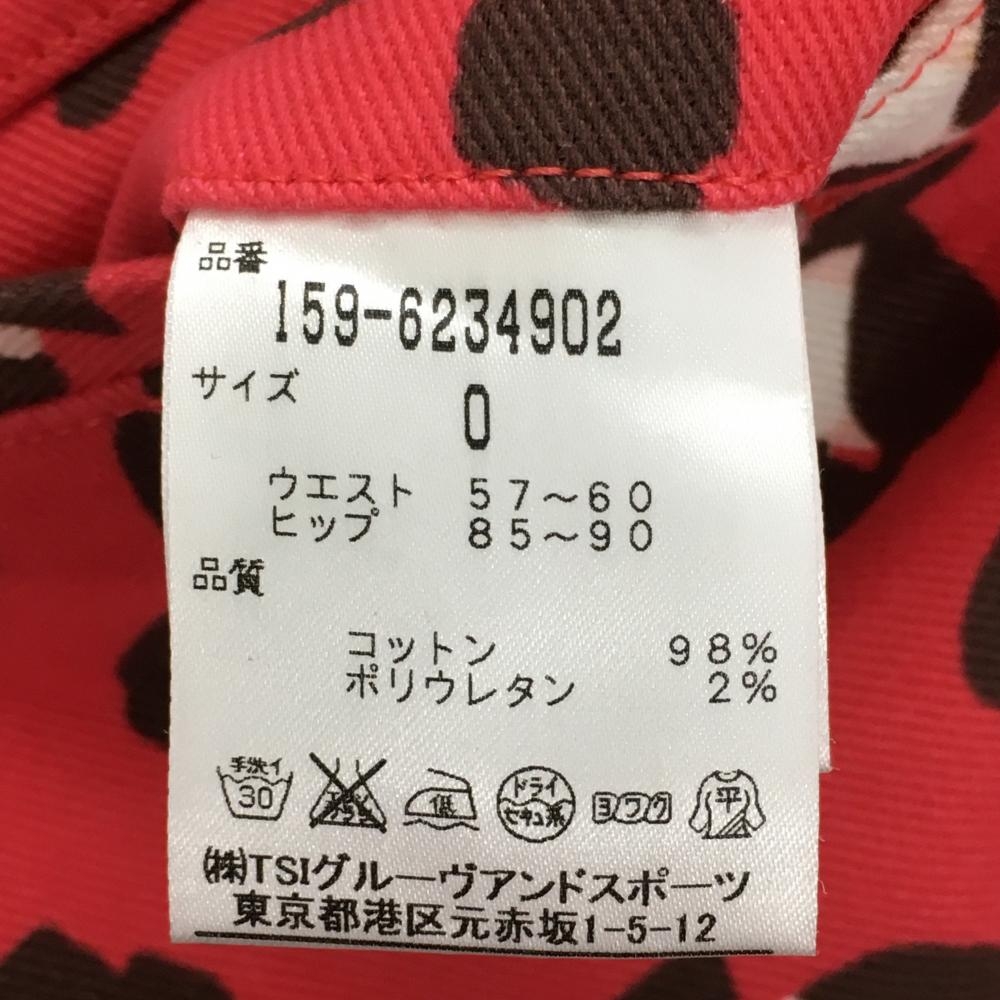 品番
159-6234902
サイズ
0
ウエスト 57~60
ヒップ 85~90
品質
コットン 98%
ポリウレタン 2%
手洗イ 30 低 ドライ セキユ系 ヨワク 平
㈱TSIグルーヴアンドスポーツ
東京都港区元赤坂1-5-12